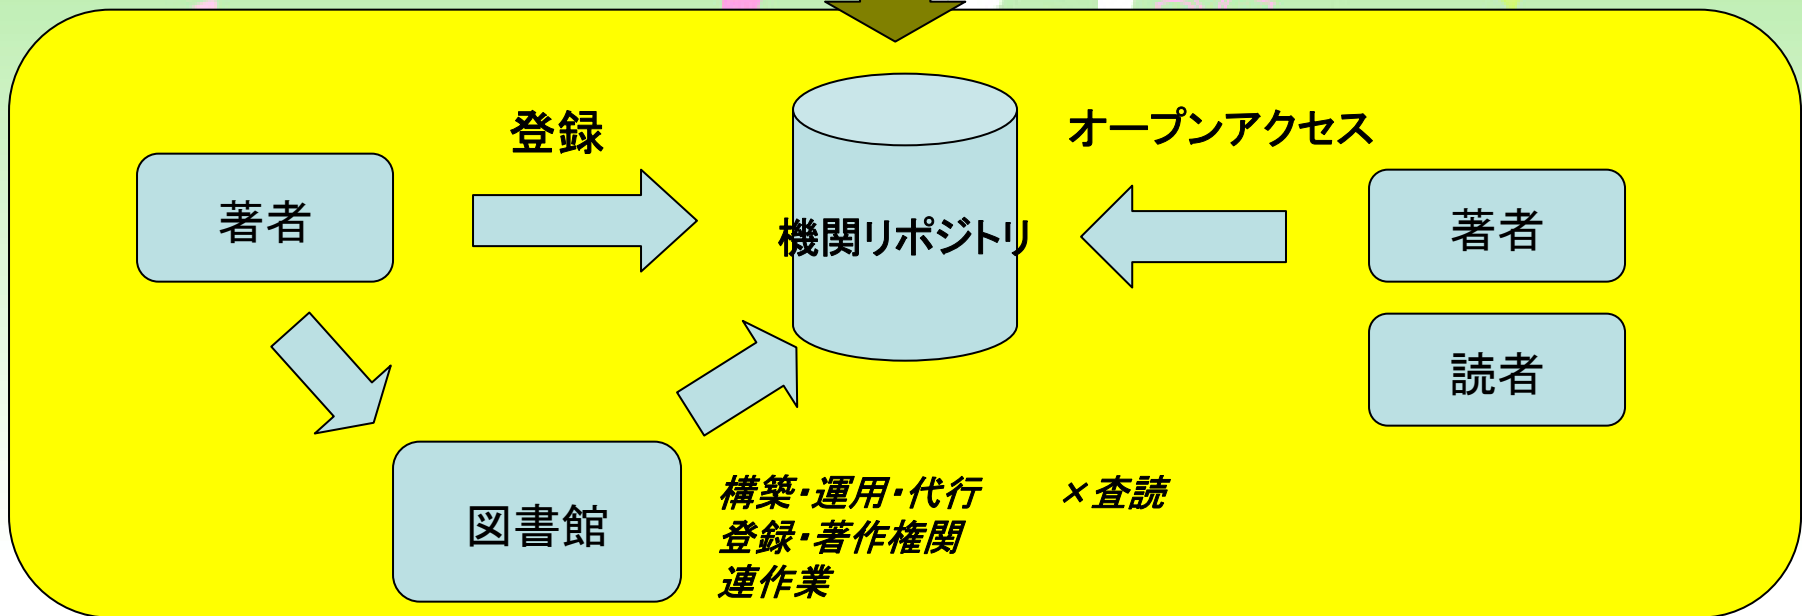 登録
オープンアクセス
著者
機関リポジトリ
著者
読者
図書館
構築・運用・代行　　×査読
登録・著作権関
連作業